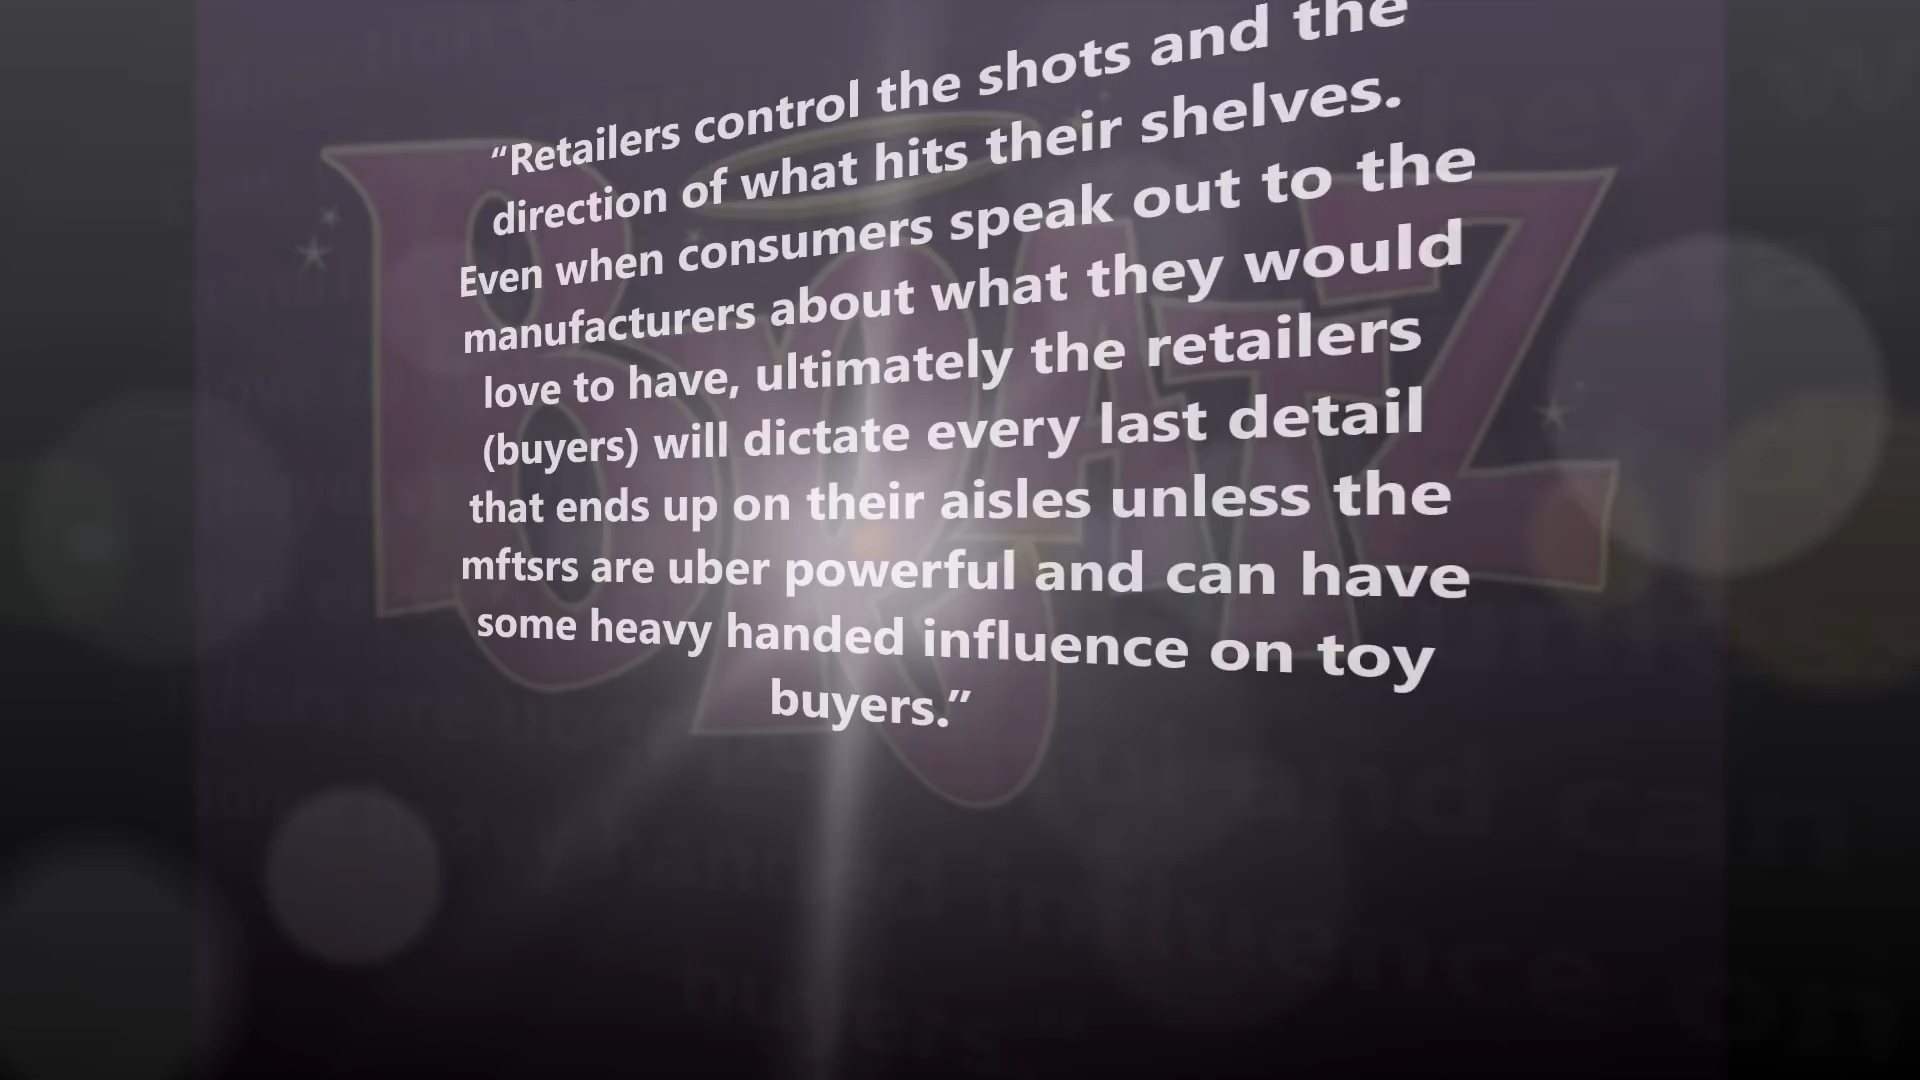 “Retailers control the shots and the
direction of what hits their shelves.
Even when consumers speak out to the
manufacturers about what they would
love to have, ultimately the retailers
(buyers) will dictate every last detail
that ends up on their aisles unless the
mftsrs are uber powerful and can have
some heavy handed influence on toy
buyers.”
BRATZ